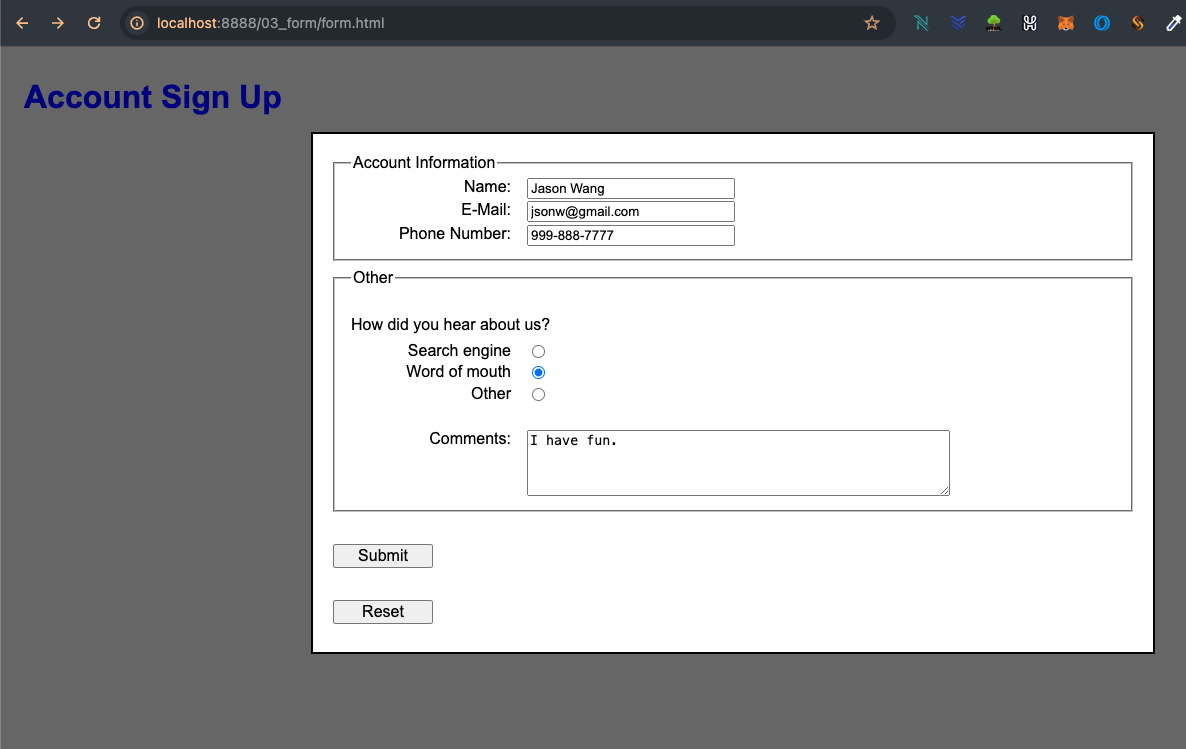 localhost:8888/03_form/form.html
Account Sign Up
Account Information
Name: Jason Wang
E-Mail: jsonw@gmail.com
Phone Number: 999-888-7777
Other
How did you hear about us?
Search engine
Word of mouth
Other
Comments: I have fun.
Submit
Reset